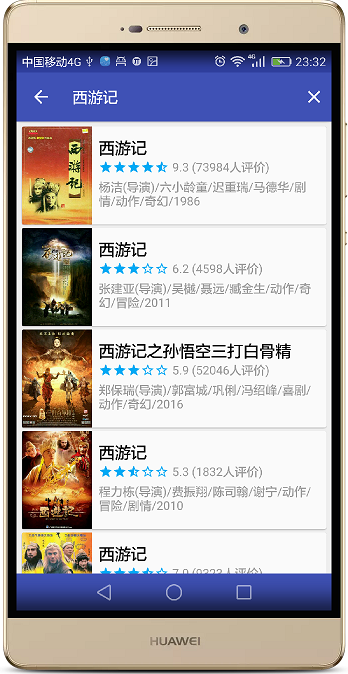 中国移动4G
4G
23:32
西游记
西游记
西游记
9.3 (73984人评价)
杨洁(导演)/六小龄童/迟重瑞/马德华/剧
情/动作/奇幻/1986
西游记
6.2 (4598人评价)
张建亚(导演)/吴樾/聂远/臧金生/动作/奇
幻/冒险/2011
西游记之孙悟空三打白骨精
5.9 (52046人评价)
郑保瑞(导演)/郭富城/巩俐/冯绍峰/喜剧/
动作/奇幻/2016
西游记
西游记
5.3 (1832人评价)
程力栋(导演)/费振翔/陈司翰/谢宁/动作/
冒险/剧情/2010
西游记
HUAWEI